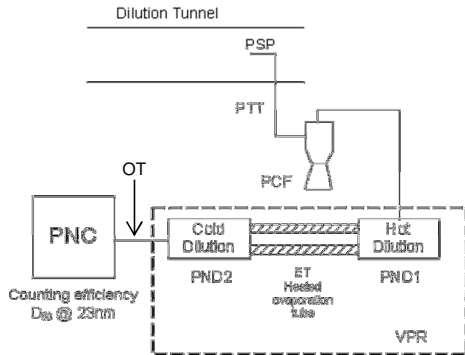 Dilution Tunnel
PSP
PTT
PCF
OT
PNC
Cold
Dilution
Hot
Dilution
PND2
ET
Heated
evaporation
tube
PND1
Counting efficiency
D₅₀ @ 23nm
VPR